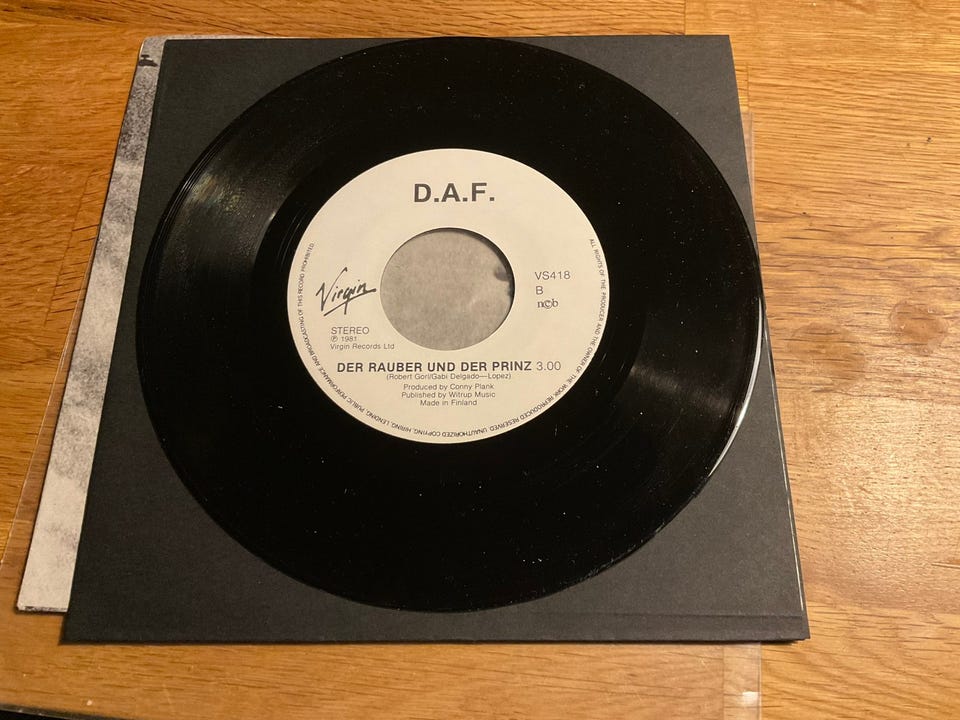 D.A.F.
Virgin
VS418
B
n©b
STEREO
℗ 1981
Virgin Records Ltd
DER RAUBER UND DER PRINZ 3.00
(Robert Gorl/Gabi Delgado—Lopez)
Produced by Conny Plank
Published by Witrup Music
Made in Finland
ALL RIGHTS OF THE PRODUCER AND THE OWNER OF THE WORK REPRODUCED RESERVED. UNAUTHORIZED COPYING, HIRING, LENDING, PUBLIC PERFORMANCE AND BROADCASTING OF THIS RECORD PROHIBITED.